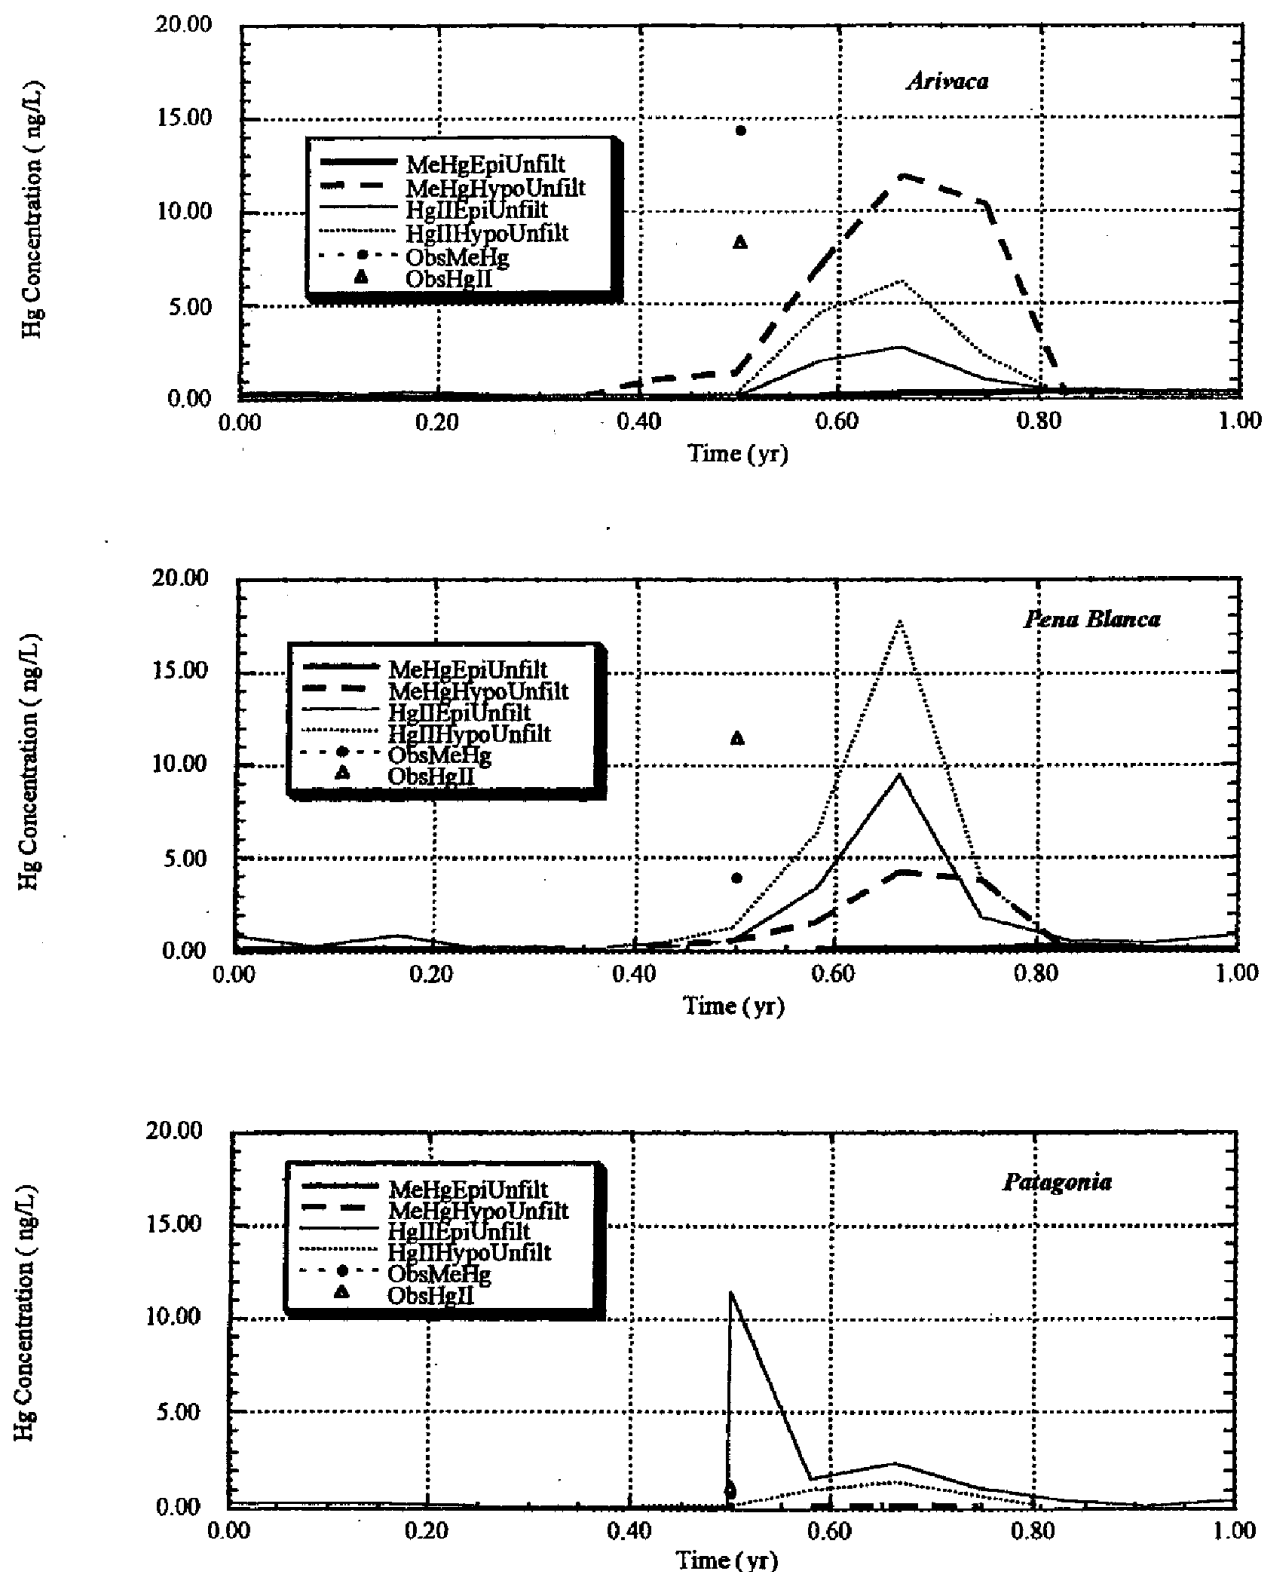 20.00
Arivaca
15.00
MeHgEpiUnfilt
MeHgHypoUnfilt
HgIIEpiUnfilt
HgIIHypoUnfilt
ObsMeHg
ObsHgII
10.00
5.00
0.00
Hg Concentration ( ng/L)
0.00 0.20 0.40 0.60 0.80 1.00
Time (yr)
20.00
Pena Blanca
15.00
MeHgEpiUnfilt
MeHgHypoUnfilt
HgIIEpiUnfilt
HgIIHypoUnfilt
ObsMeHg
ObsHgII
10.00
5.00
0.00
Hg Concentration ( ng/L)
0.00 0.20 0.40 0.60 0.80 1.00
Time (yr)
20.00
Patagonia
MeHgEpiUnfilt
MeHgHypoUnfilt
HgIIEpiUnfilt
HgIIHypoUnfilt
ObsMeHg
ObsHgII
15.00
10.00
5.00
0.00
Hg Concentration ( ng/L)
0.00 0.20 0.40 0.60 0.80 1.00
Time (yr)